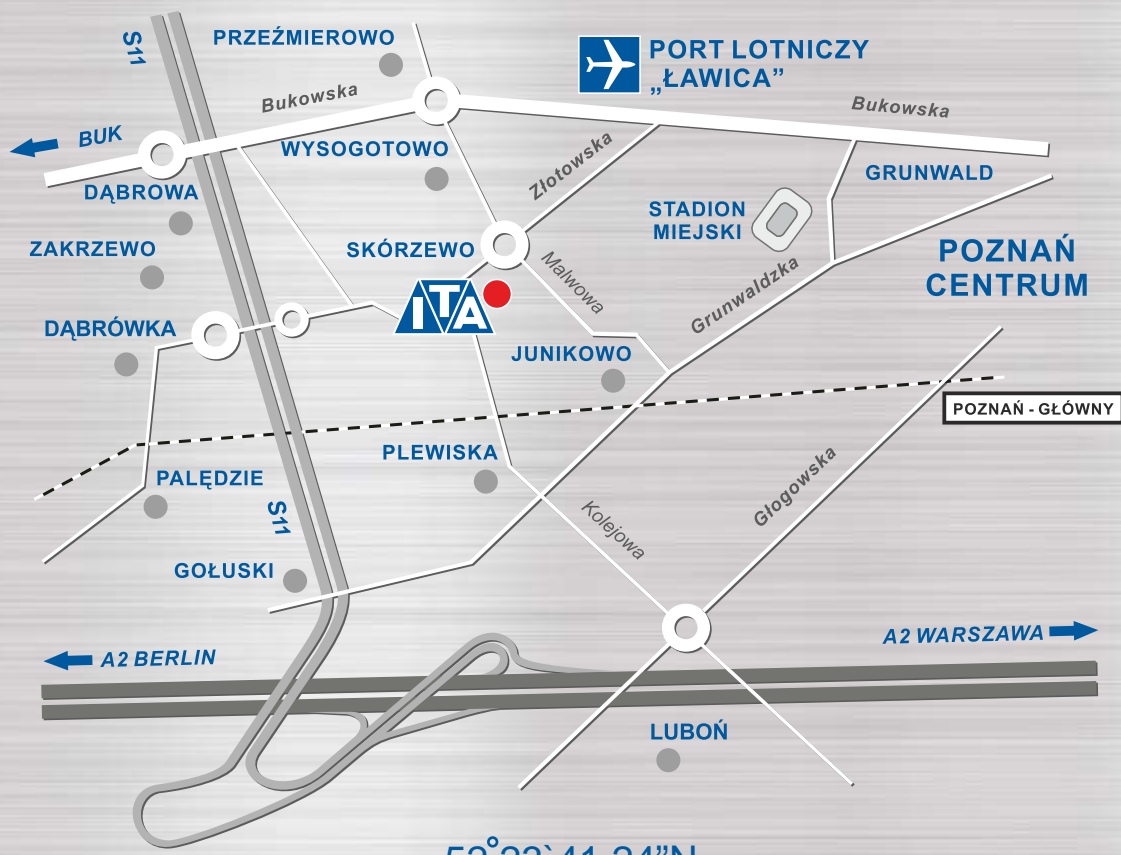 S11
PRZEŹMIEROWO
PORT LOTNICZY
„ŁAWICA”
Bukowska
Bukowska
BUK
WYSOGOTOWO
Złotowska
GRUNWALD
DĄBROWA
STADION
MIEJSKI
ZAKRZEWO
SKÓRZEWO
Malwowa
POZNAŃ
CENTRUM
Grunwaldzka
ITA
DĄBRÓWKA
JUNIKOWO
POZNAŃ - GŁÓWNY
PLEWISKA
PALĘDZIE
Głogowska
S11
Kolejowa
GOŁUSKI
A2 WARSZAWA
A2 BERLIN
LUBOŃ